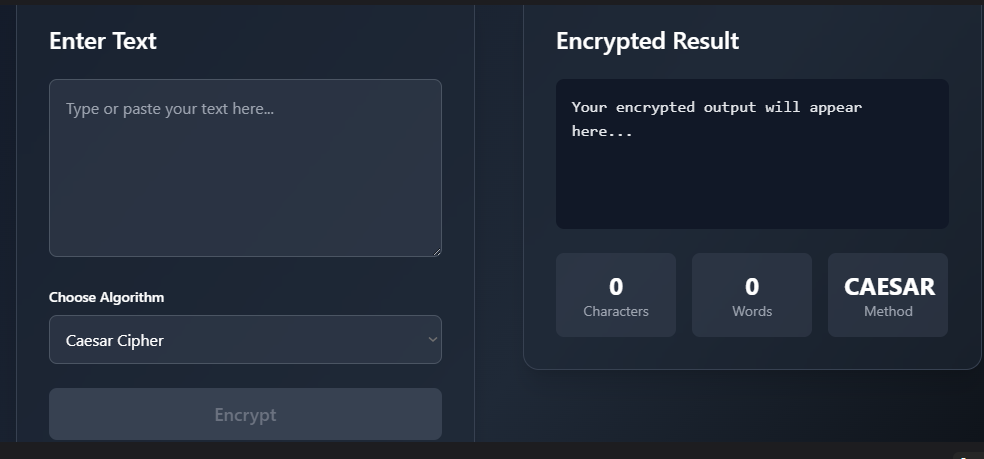 Enter Text
Type or paste your text here...
Choose Algorithm
Caesar Cipher
Encrypt
Encrypted Result
Your encrypted output will appear
here...
0
Characters
0
Words
CAESAR
Method